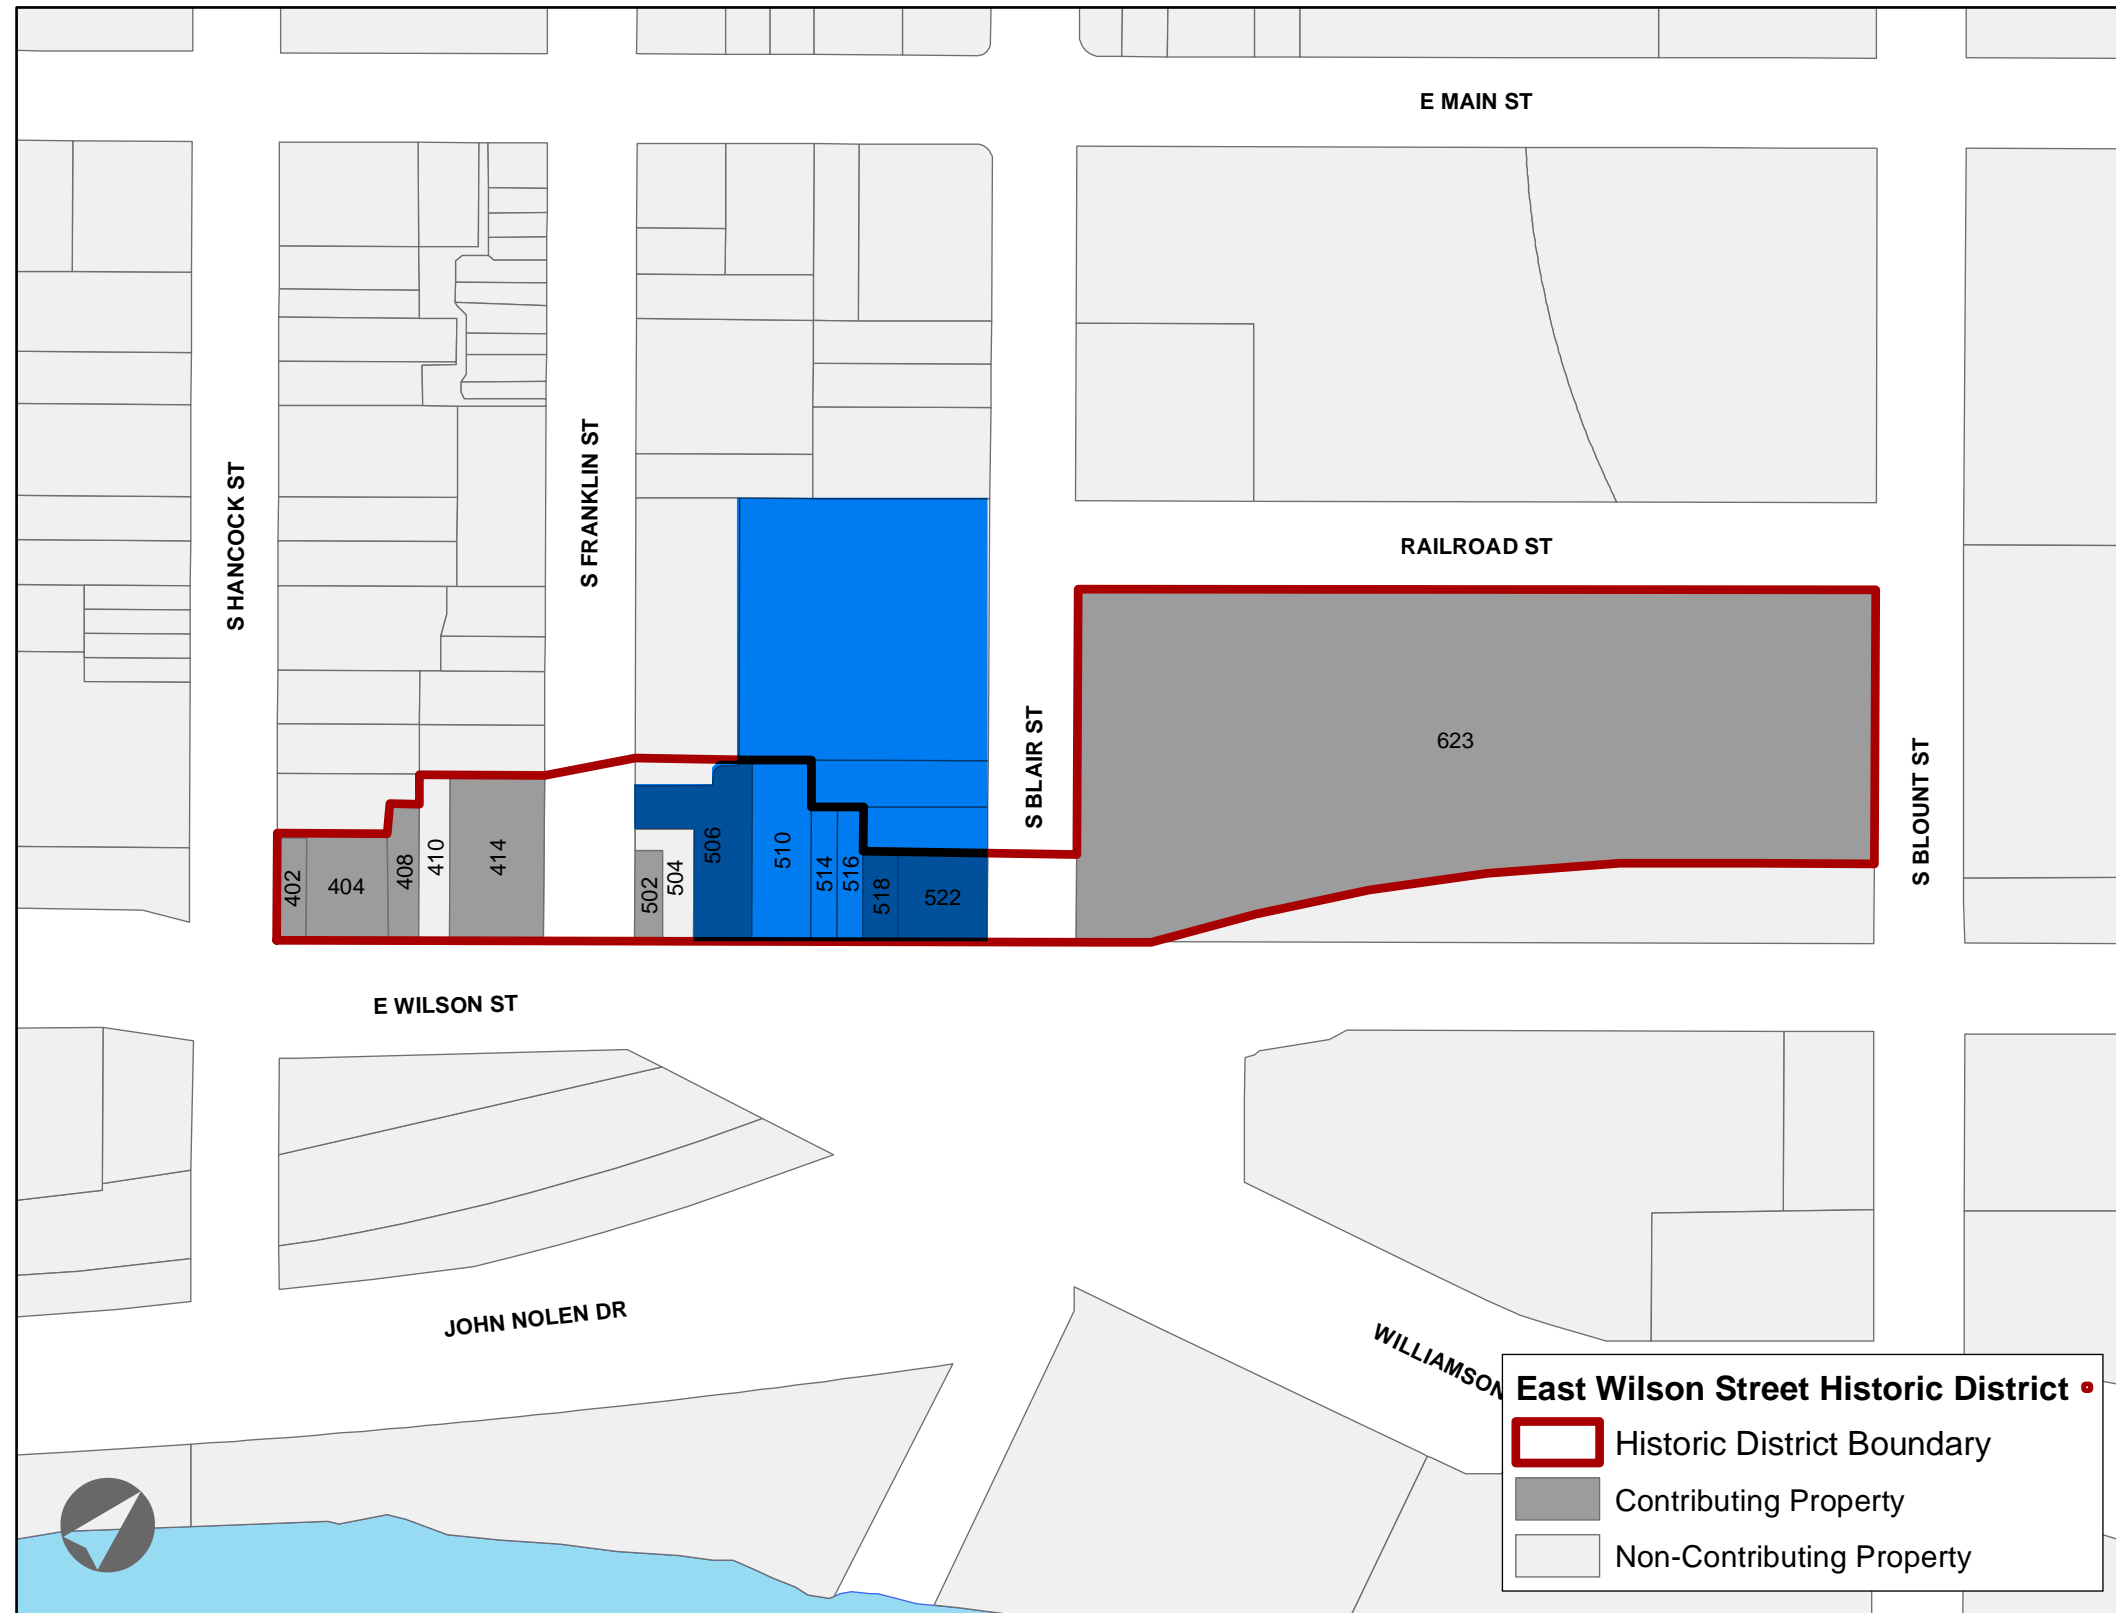 E MAIN ST
S HANCOCK ST
S FRANKLIN ST
RAILROAD ST
S BLAIR ST
623
S BLOUNT ST
402
404
408
410
414
502
504
506
510
514
516
518
522
E WILSON ST
JOHN NOLEN DR
WILLIAMSON
East Wilson Street Historic District
Historic District Boundary
Contributing Property
Non-Contributing Property